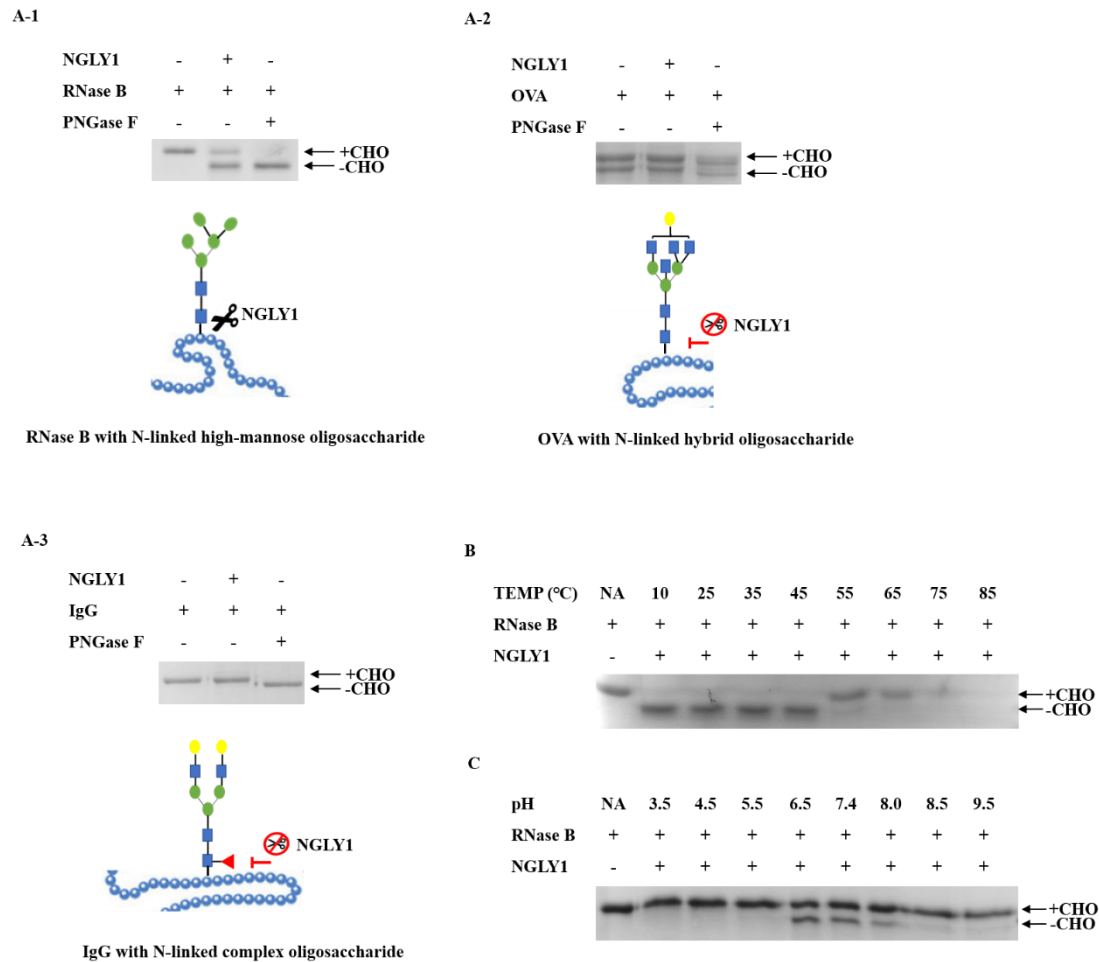 A-1
NGLY1 - + -
RNase B + + +
PNGase F - - +
+CHO
-CHO
NGLY1
RNase B with N-linked high-mannose oligosaccharide
A-2
NGLY1 - + -
OVA + + +
PNGase F - - +
+CHO
-CHO
NGLY1
OVA with N-linked hybrid oligosaccharide
A-3
NGLY1 - + -
IgG + + +
PNGase F - - +
+CHO
-CHO
NGLY1
IgG with N-linked complex oligosaccharide
B
TEMP (°C) NA 10 25 35 45 55 65 75 85
RNase B + + + + + + + + +
NGLY1 - + + + + + + + +
+CHO
-CHO
C
pH NA 3.5 4.5 5.5 6.5 7.4 8.0 8.5 9.5
RNase B + + + + + + + + +
NGLY1 - + + + + + + + +
+CHO
-CHO